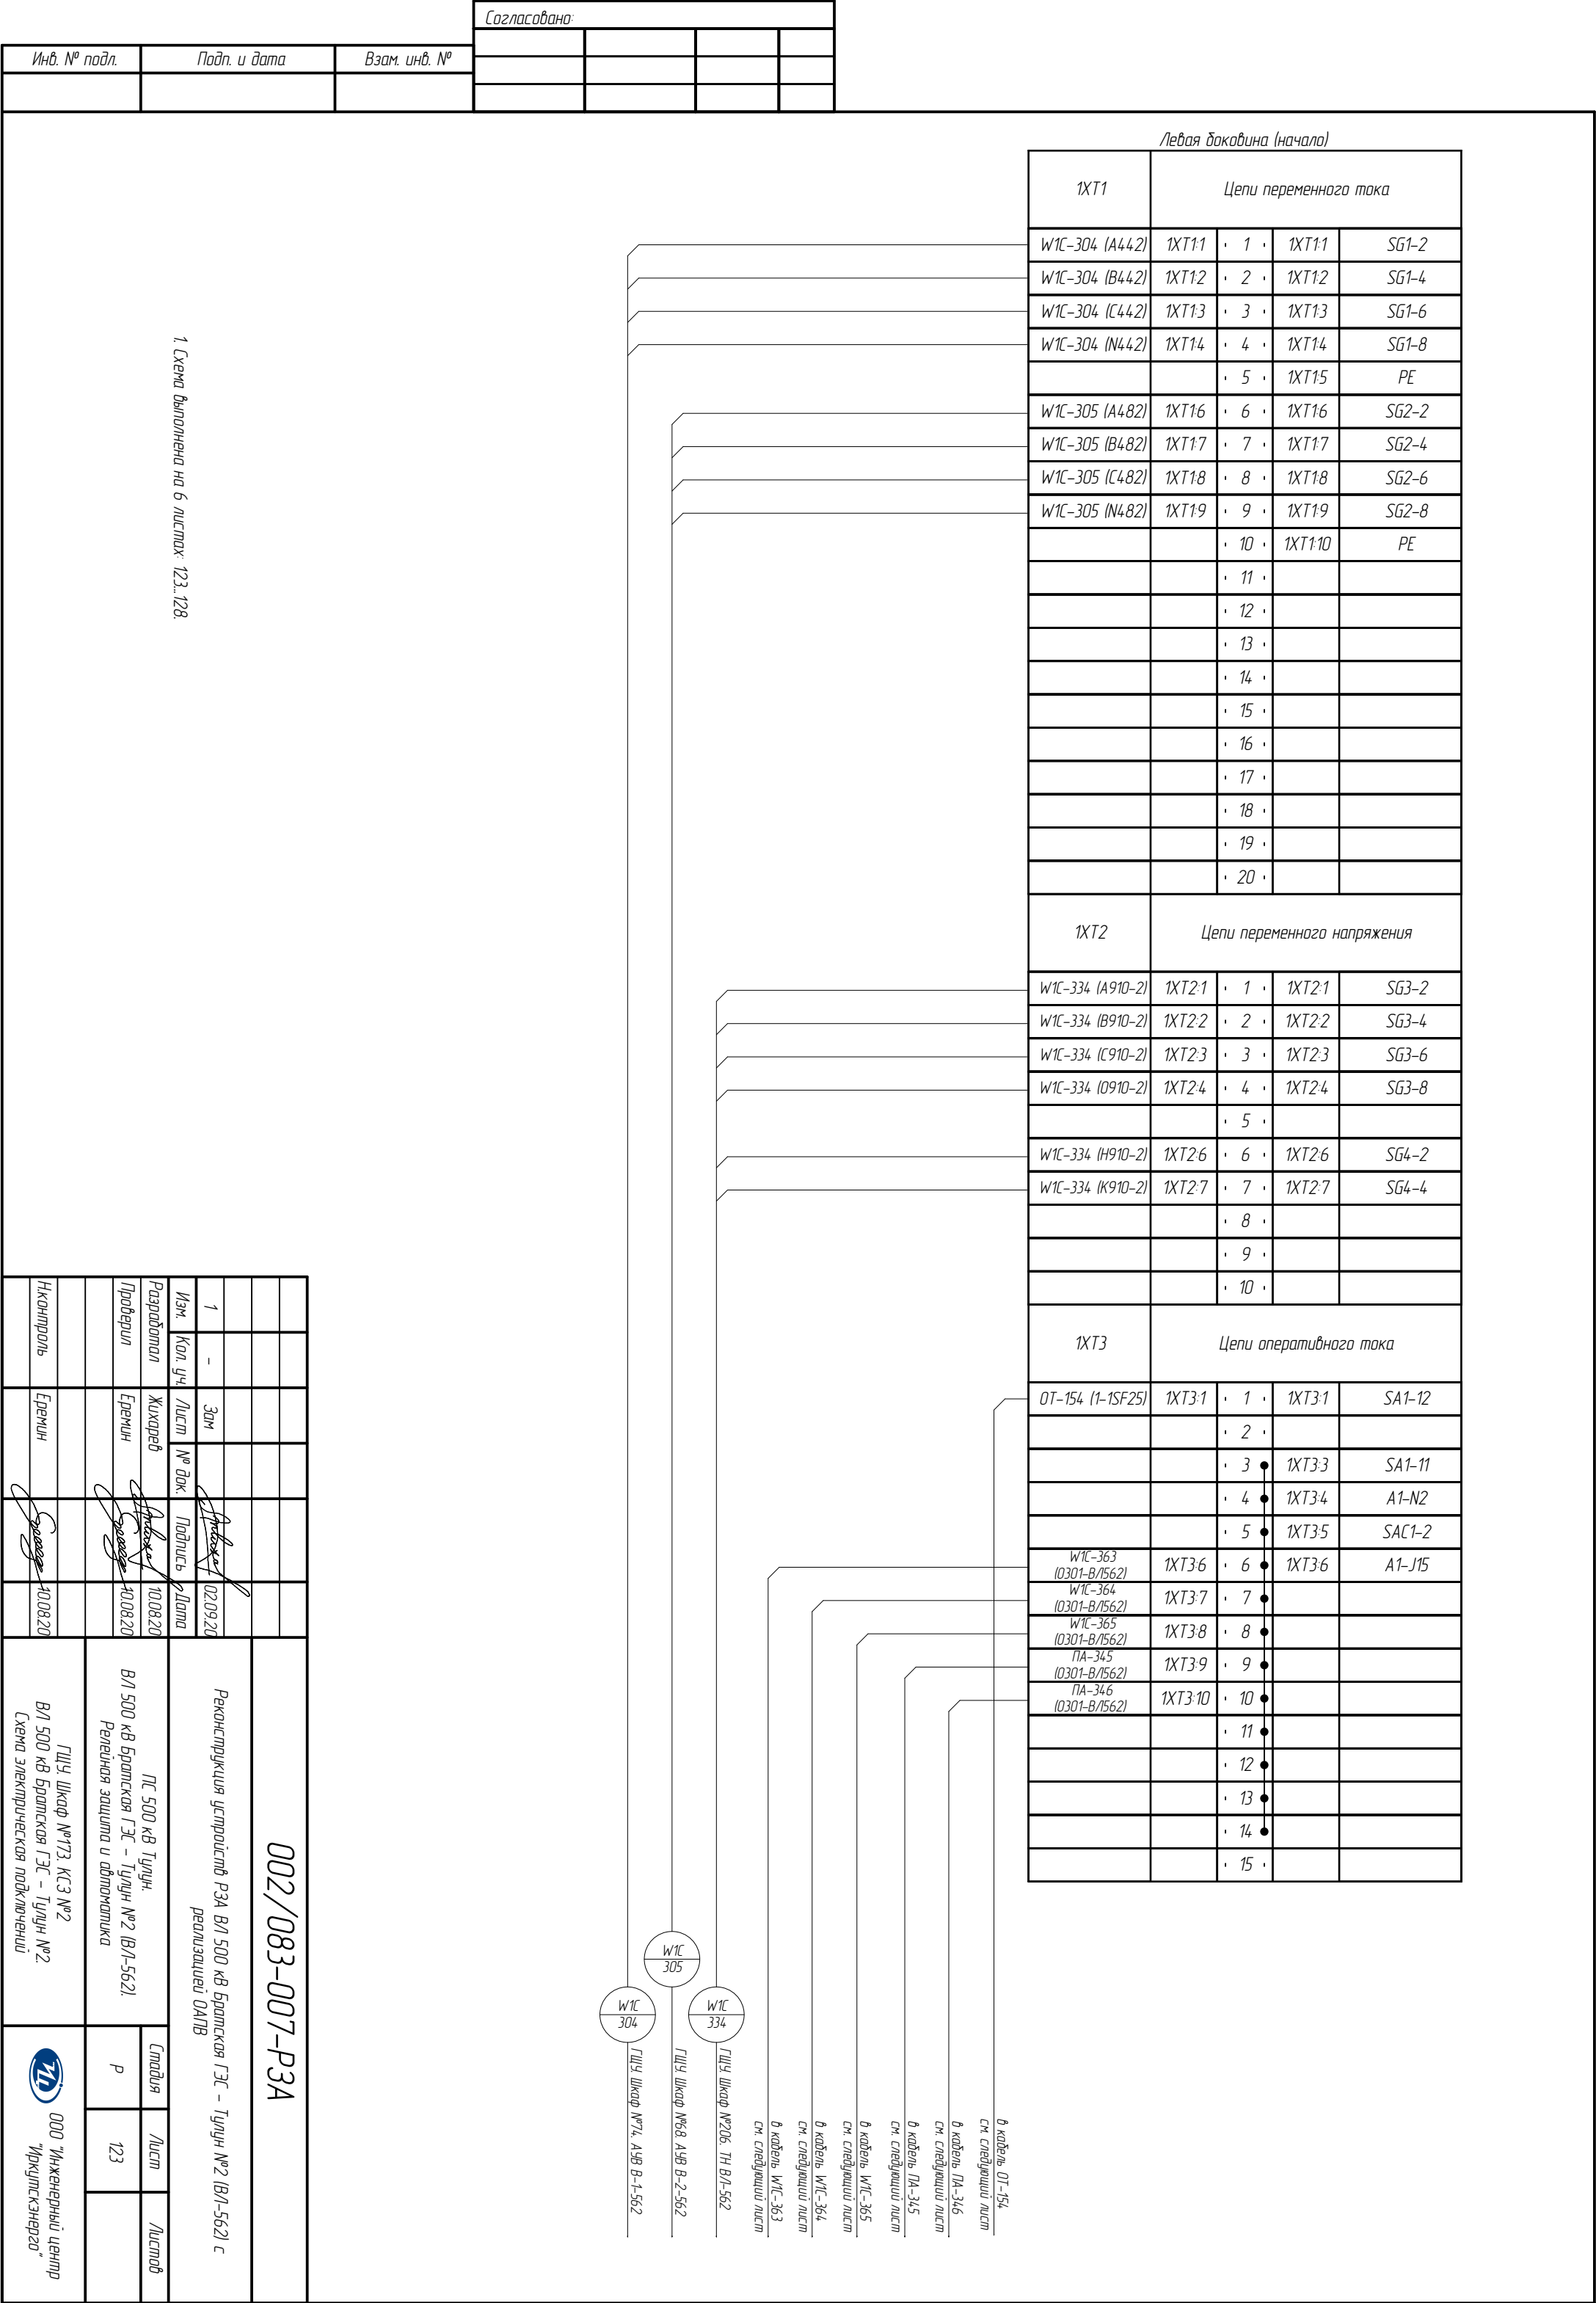 Согласовано:
Инв. № подл. Подп. и дата Взам. инв. №
Левая боковина (начало)
1XT1 Цепи переменного тока
W1C-304 (A442) 1XT1:1 1 1XT1:1 SG1-2
W1C-304 (B442) 1XT1:2 2 1XT1:2 SG1-4
W1C-304 (C442) 1XT1:3 3 1XT1:3 SG1-6
W1C-304 (N442) 1XT1:4 4 1XT1:4 SG1-8
5 1XT1:5 PE
W1C-305 (A482) 1XT1:6 6 1XT1:6 SG2-2
W1C-305 (B482) 1XT1:7 7 1XT1:7 SG2-4
W1C-305 (C482) 1XT1:8 8 1XT1:8 SG2-6
W1C-305 (N482) 1XT1:9 9 1XT1:9 SG2-8
10 1XT1:10 PE
11
12
13
14
15
16
17
18
19
20
1XT2 Цепи переменного напряжения
W1C-334 (A910-2) 1XT2:1 1 1XT2:1 SG3-2
W1C-334 (B910-2) 1XT2:2 2 1XT2:2 SG3-4
W1C-334 (C910-2) 1XT2:3 3 1XT2:3 SG3-6
W1C-334 (0910-2) 1XT2:4 4 1XT2:4 SG3-8
5
W1C-334 (H910-2) 1XT2:6 6 1XT2:6 SG4-2
W1C-334 (K910-2) 1XT2:7 7 1XT2:7 SG4-4
8
9
10
1XT3 Цепи оперативного тока
ОТ-154 (1-1SF25) 1XT3:1 1 1XT3:1 SA1-12
2
3 1XT3:3 SA1-11
4 1XT3:4 A1-N2
5 1XT3:5 SAC1-2
W1C-363
(0301-ВЛ562) 1XT3:6 6 1XT3:6 A1-J15
W1C-364
(0301-ВЛ562) 1XT3:7 7
W1C-365
(0301-ВЛ562) 1XT3:8 8
ПА-345
(0301-ВЛ562) 1XT3:9 9
ПА-346
(0301-ВЛ562) 1XT3:10 10
11
12
13
14
15
W1C
305
W1C
304
W1C
334
в кабель ОТ-154
см. следующий лист
в кабель ПА-346
см. следующий лист
в кабель ПА-345
см. следующий лист
в кабель W1C-365
см. следующий лист
в кабель W1C-364
см. следующий лист
в кабель W1C-363
см. следующий лист
ГЩУ. Шкаф №206. ТН ВЛ-562
ГЩУ. Шкаф №68. АУВ В-2-562
ГЩУ. Шкаф №74. АУВ В-1-562
1. Схема выполнена на 6 листах: 123...128.
002/083-007-РЗА
1 - Зам 02.09.20
Изм. Кол. уч. Лист № док. Подпись Дата
Реконструкция устройств РЗА ВЛ 500 кВ Братская ГЭС - Тулун №2 (ВЛ-562) с
реализацией ОАПВ
Разработал Жихарев 10.08.20
Проверил Еремин 10.08.20
Н.контроль Еремин 10.08.20
ПС 500 кВ Тулун.
ВЛ 500 кВ Братская ГЭС - Тулун №2 (ВЛ-562).
Релейная защита и автоматика
Стадия Лист Листов
Р 123
ГЩУ. Шкаф №173. КСЗ №2
ВЛ 500 кВ Братская ГЭС - Тулун №2.
Схема электрическая подключений
ООО "Инженерный центр
"Иркутскэнерго"